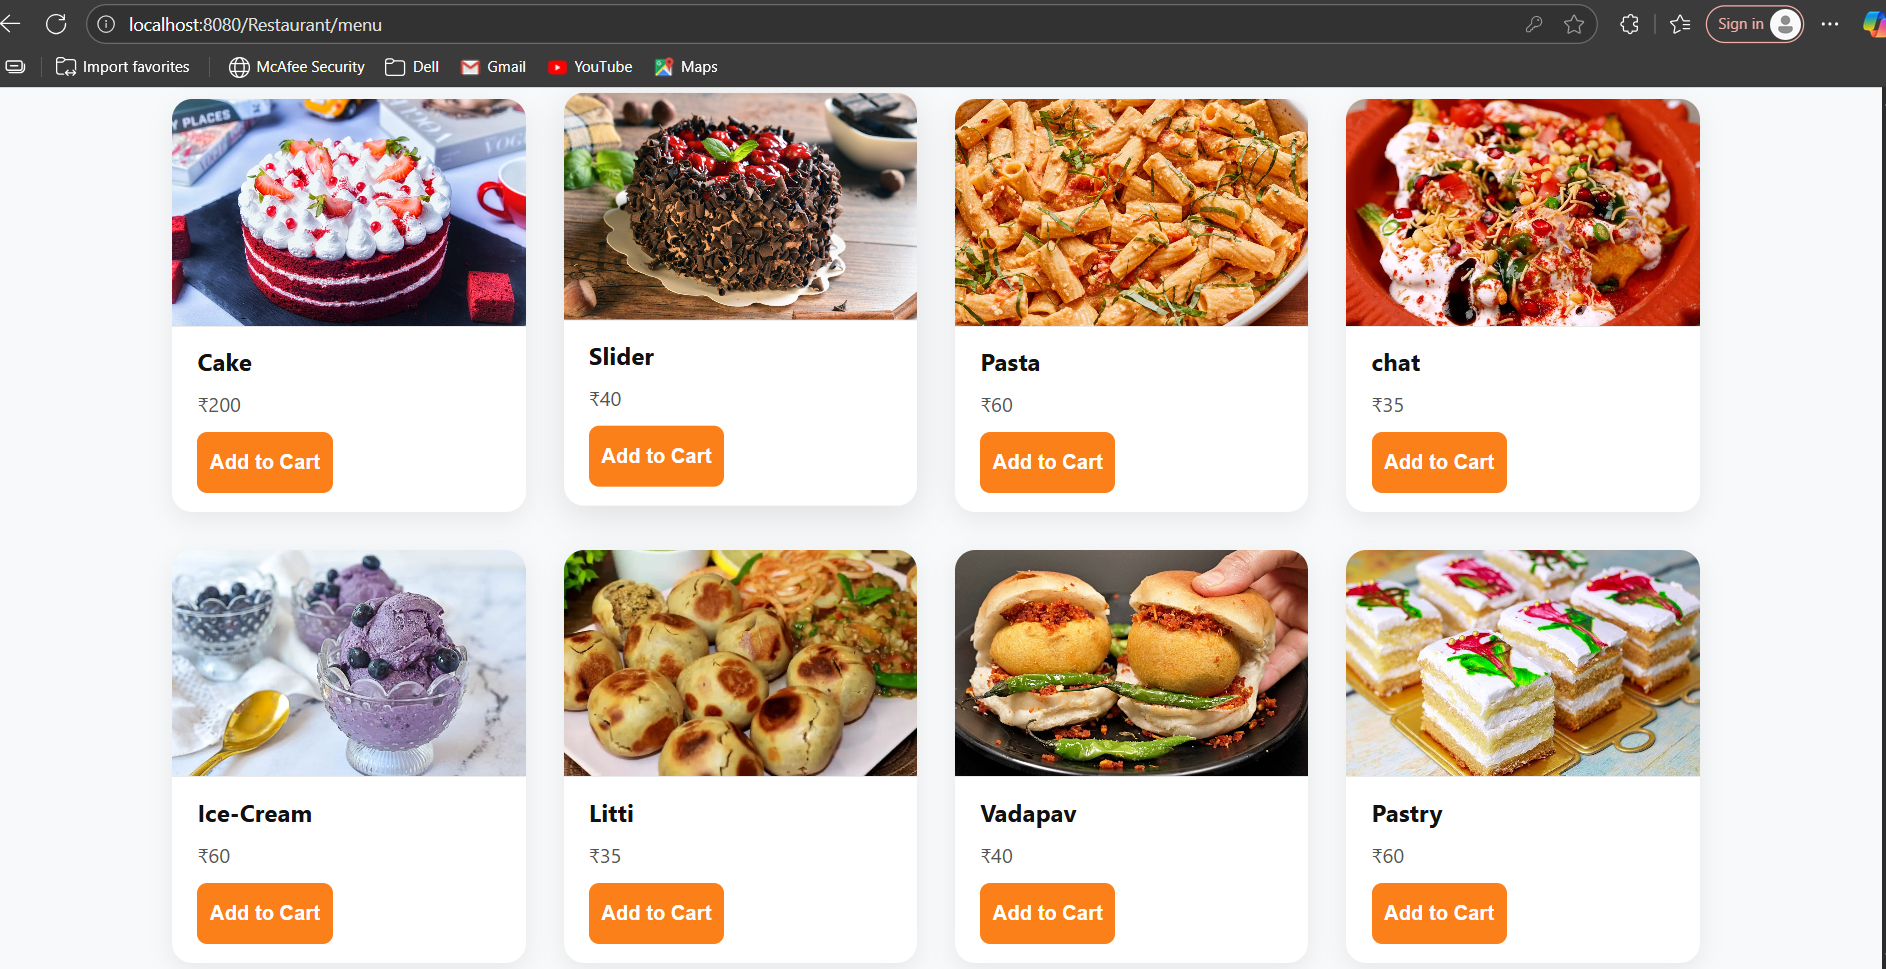 localhost:8080/Restaurant/menu
Sign in
Import favorites
McAfee Security
Dell
Gmail
YouTube
Maps
Y PLACES
VOGUE
Cake
₹200
Add to Cart
Slider
₹40
Add to Cart
Pasta
₹60
Add to Cart
chat
₹35
Add to Cart
Ice-Cream
₹60
Add to Cart
Litti
₹35
Add to Cart
Vadapav
₹40
Add to Cart
Pastry
₹60
Add to Cart